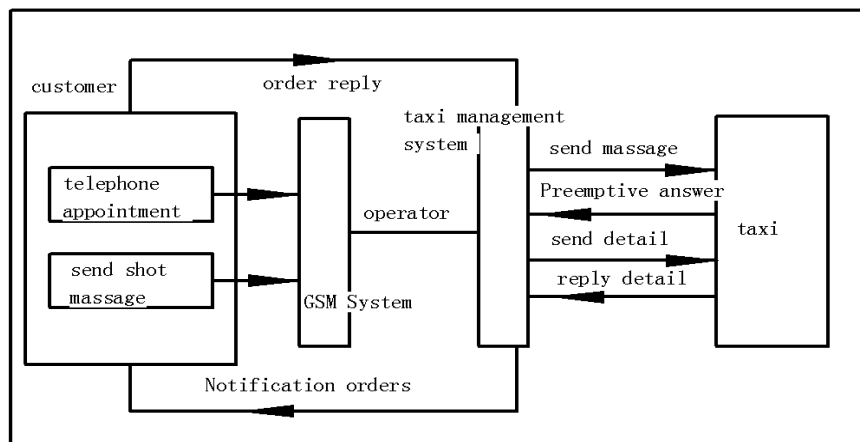 customer
order reply
taxi management
system
send massage
telephone
appointment
Preemptive answer
operator
taxi
send detail
send shot
massage
reply detail
GSM System
Notification orders